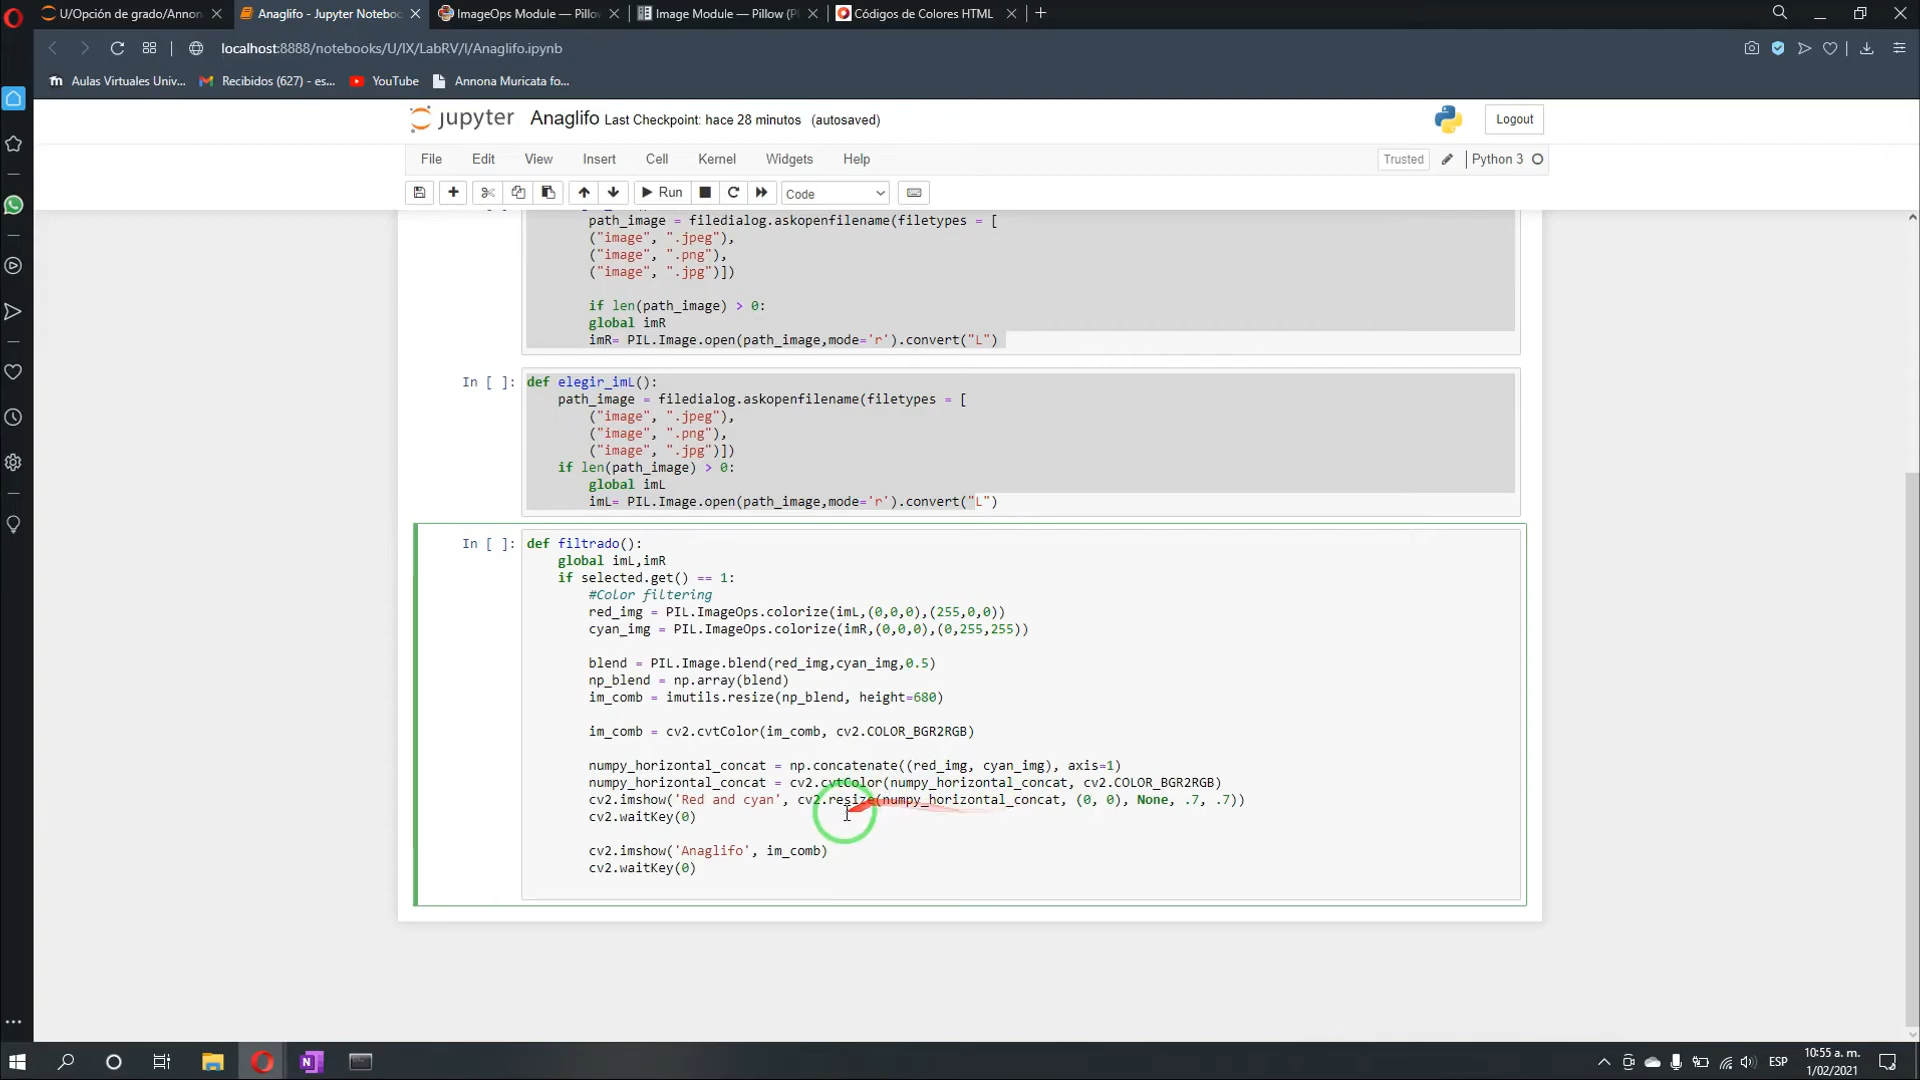 U/Opción de grado/Annon
Anaglifo - Jupyter Noteboo
ImageOps Module — Pillow
Image Module — Pillow (P
Códigos de Colores HTML
localhost:8888/notebooks/U/IX/LabRV/I/Anaglifo.ipynb
Aulas Virtuales Univ...
Recibidos (627) - es...
YouTube
Annona Muricata fo...
jupyter Anaglifo Last Checkpoint: hace 28 minutos (autosaved)
Logout
File Edit View Insert Cell Kernel Widgets Help
Trusted
Python 3
Run
Code
path_image = filedialog.askopenfilename(filetypes = [
("image", ".jpeg"),
("image", ".png"),
("image", ".jpg")])
if len(path_image) > 0:
global imR
imR= PIL.Image.open(path_image,mode='r').convert("L")
In [ ]: def elegir_imL():
path_image = filedialog.askopenfilename(filetypes = [
("image", ".jpeg"),
("image", ".png"),
("image", ".jpg")])
if len(path_image) > 0:
global imL
imL= PIL.Image.open(path_image,mode='r').convert("L")
In [ ]: def filtrado():
global imL,imR
if selected.get() == 1:
#Color filtering
red_img = PIL.ImageOps.colorize(imL,(0,0,0),(255,0,0))
cyan_img = PIL.ImageOps.colorize(imR,(0,0,0),(0,255,255))
blend = PIL.Image.blend(red_img,cyan_img,0.5)
np_blend = np.array(blend)
im_comb = imutils.resize(np_blend, height=680)
im_comb = cv2.cvtColor(im_comb, cv2.COLOR_BGR2RGB)
numpy_horizontal_concat = np.concatenate((red_img, cyan_img), axis=1)
numpy_horizontal_concat = cv2.cvtColor(numpy_horizontal_concat, cv2.COLOR_BGR2RGB)
cv2.imshow('Red and cyan', cv2.resize(numpy_horizontal_concat, (0, 0), None, .7, .7))
cv2.waitKey(0)
cv2.imshow('Anaglifo', im_comb)
cv2.waitKey(0)
ESP
10:55 a. m.
1/02/2021